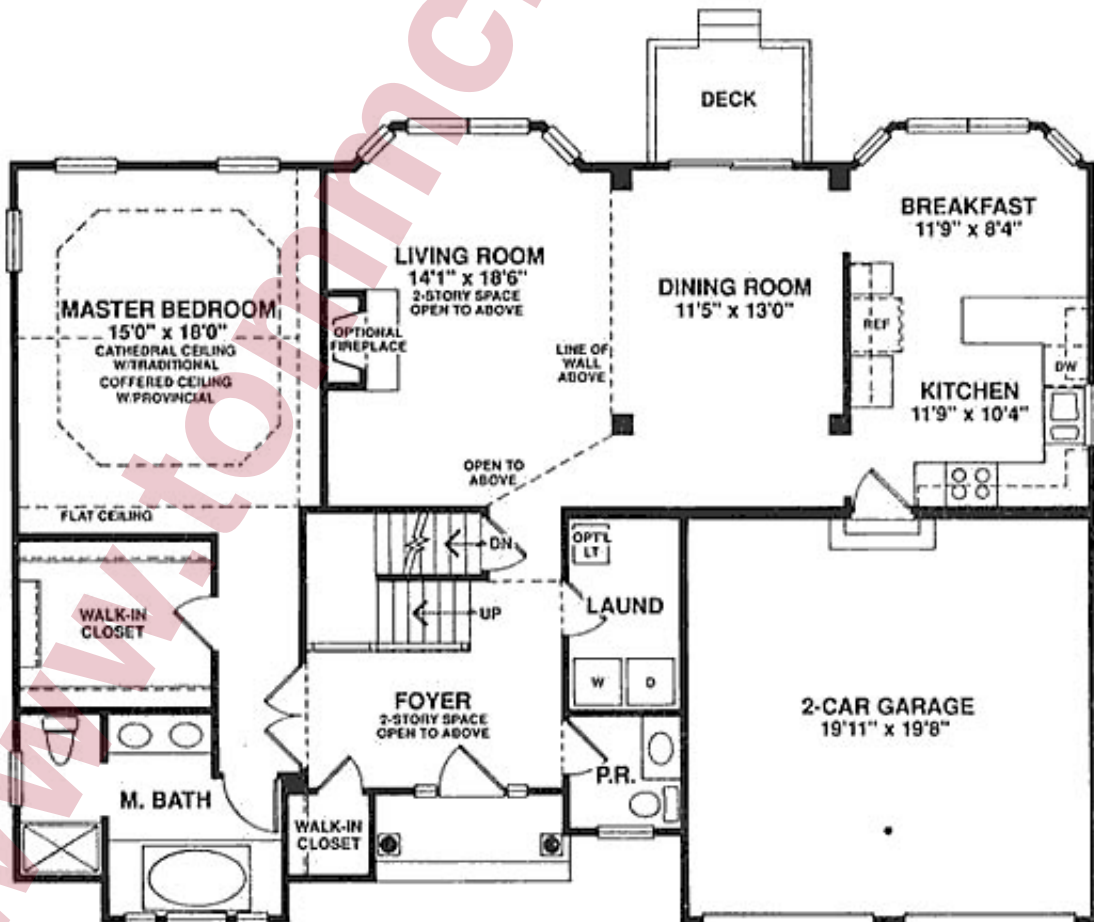 DECK
BREAKFAST
11'9" x 8'4"
LIVING ROOM
14'1" x 18'6"
2-STORY SPACE
OPEN TO ABOVE
DINING ROOM
11'5" x 13'0"
MASTER BEDROOM
15'0" x 18'0"
CATHEDRAL CEILING
W/TRADITIONAL
COFFERED CEILING
W/PROVINCIAL
OPTIONAL
FIREPLACE
REF
LINE OF
WALL
ABOVE
DW
KITCHEN
11'9" x 10'4"
OPEN TO
ABOVE
FLAT CEILING
DN
OPT'L
LT
UP
LAUND
WALK-IN
CLOSET
W
D
FOYER
2-STORY SPACE
OPEN TO ABOVE
2-CAR GARAGE
19'11" x 19'8"
P.R.
M. BATH
WALK-IN
CLOSET
www.tomc